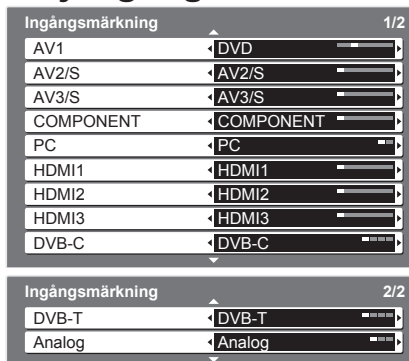 Ingångsmärkning 1/2
AV1 DVD
AV2/S AV2/S
AV3/S AV3/S
COMPONENT COMPONENT
PC PC
HDMI1 HDMI1
HDMI2 HDMI2
HDMI3 HDMI3
DVB-C DVB-C
Ingångsmärkning 2/2
DVB-T DVB-T
Analog Analog